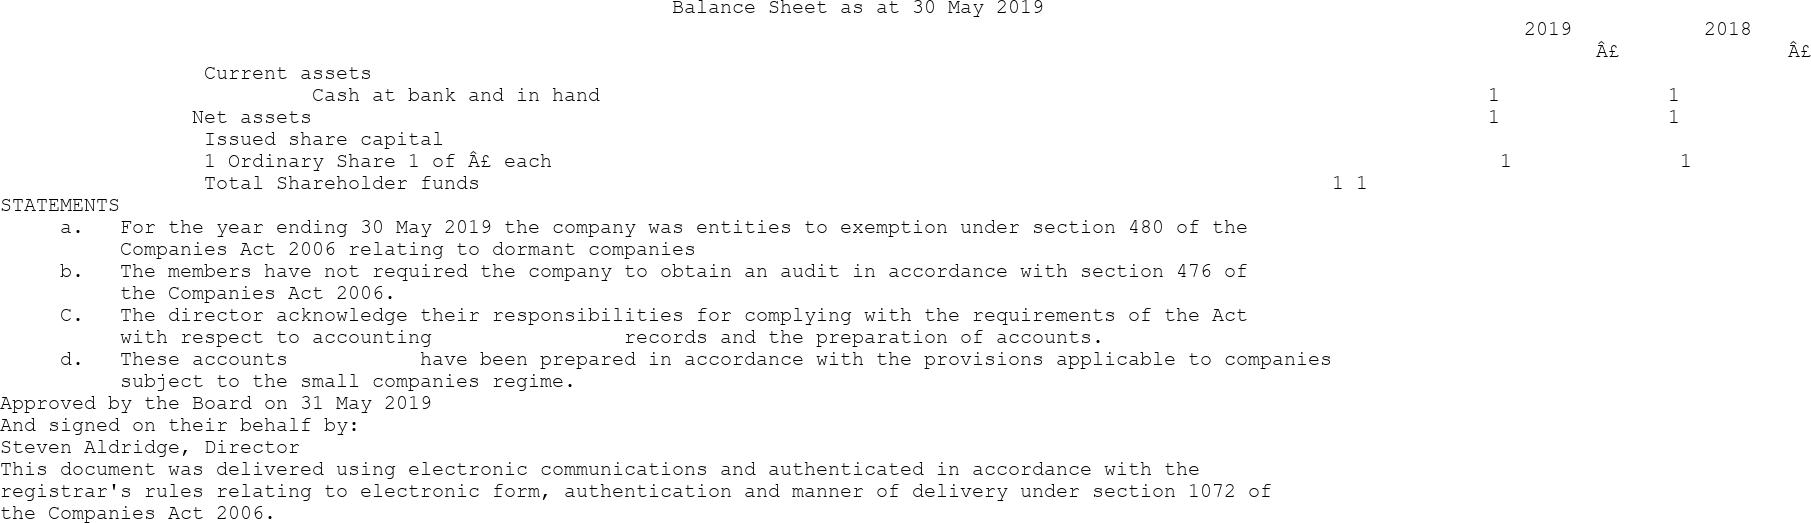 Balance Sheet as at 30 May 2019
2019 2018
Â£ Â£
Current assets
Cash at bank and in hand 1 1
Net assets 1 1
Issued share capital
1 Ordinary Share 1 of Â£ each 1 1
Total Shareholder funds 1 1
STATEMENTS
a. For the year ending 30 May 2019 the company was entities to exemption under section 480 of the
Companies Act 2006 relating to dormant companies
b. The members have not required the company to obtain an audit in accordance with section 476 of
the Companies Act 2006.
C. The director acknowledge their responsibilities for complying with the requirements of the Act
with respect to accounting records and the preparation of accounts.
d. These accounts have been prepared in accordance with the provisions applicable to companies
subject to the small companies regime.
Approved by the Board on 31 May 2019
And signed on their behalf by:
Steven Aldridge, Director
This document was delivered using electronic communications and authenticated in accordance with the
registrar's rules relating to electronic form, authentication and manner of delivery under section 1072 of
the Companies Act 2006.